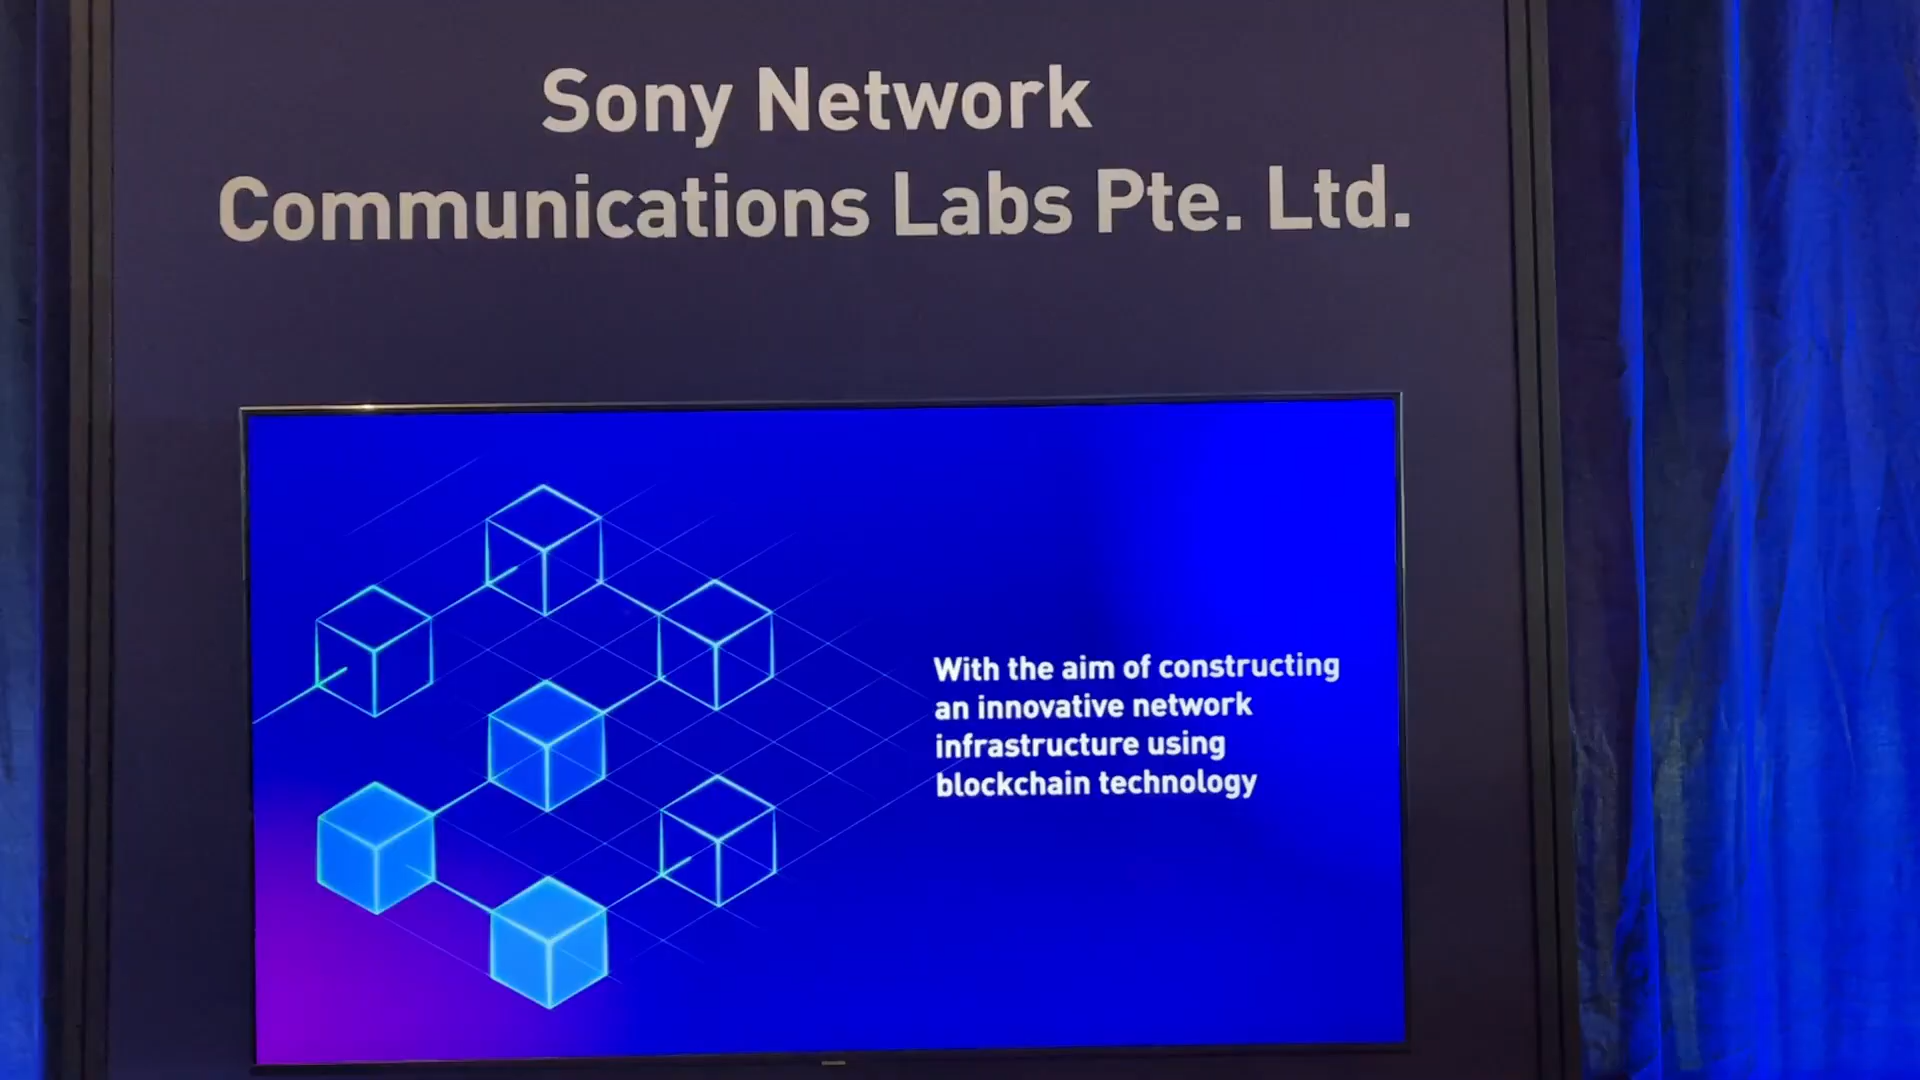 Sony Network
Communications Labs Pte. Ltd.
With the aim of constructing
an innovative network
infrastructure using
blockchain technology